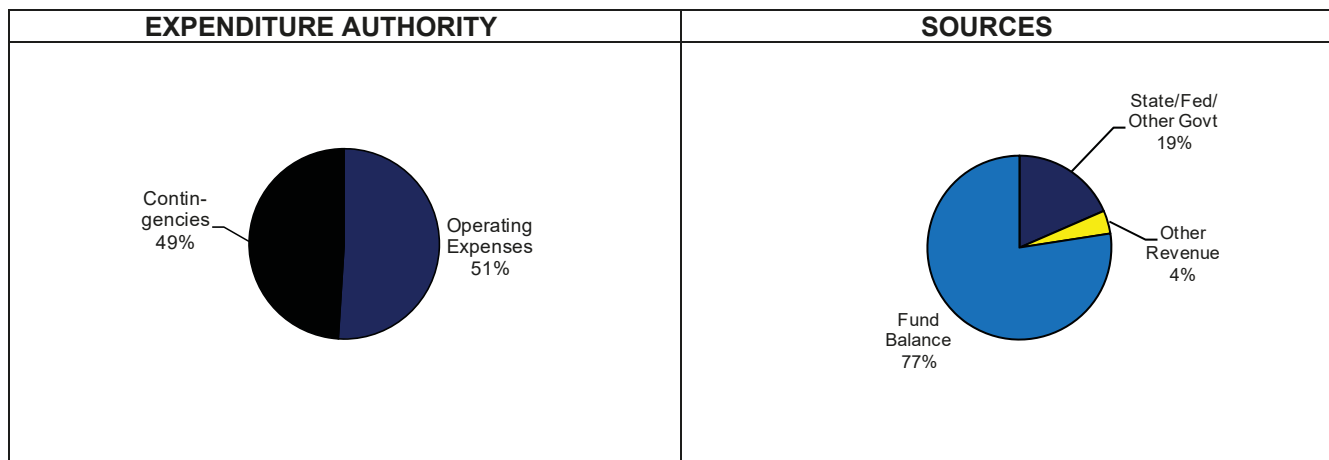 EXPENDITURE AUTHORITY
Contin-
gencies
49%
Operating
Expenses
51%
SOURCES
State/Fed/
Other Govt
19%
Other
Revenue
4%
Fund
Balance
77%